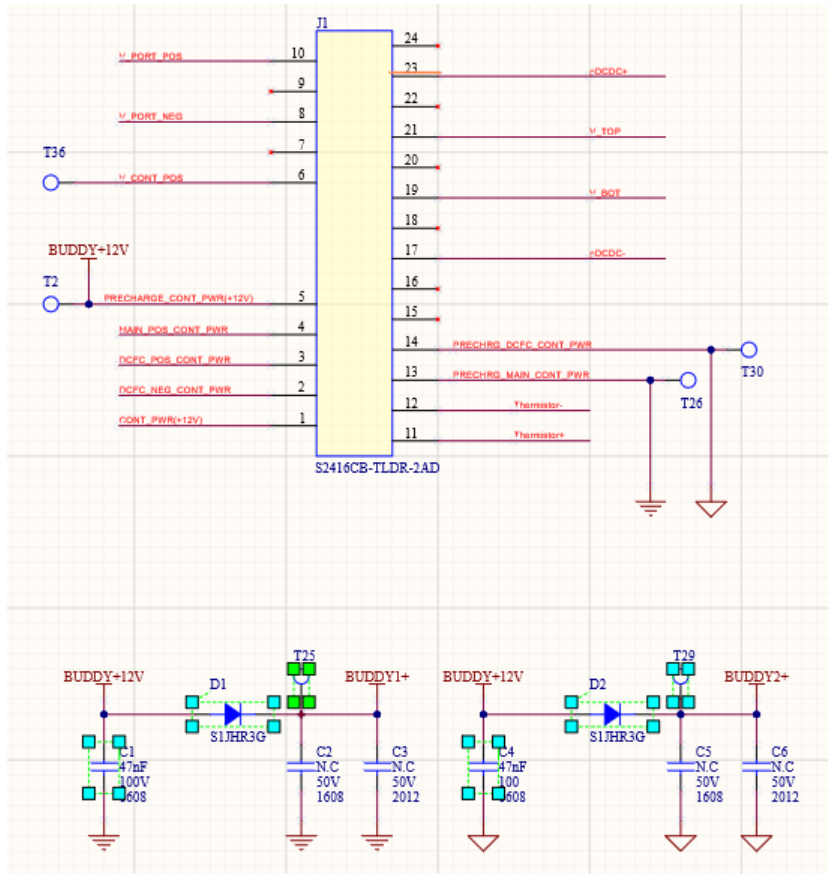 J1
24
V_PORT_POS 10
23 DCDC+
9
22
V_PORT_NEG 8
21 V_TOP
7
20
T36
V_CONT_POS 6
19 V_BOT
18
BUDDY+12V
17 DCDC-
T2
16
PRECHARGE_CONT_PWR(+12V) 5
15
MAIN_POS_CONT_PWR 4
14 PRECHRG_DCFC_CONT_PWR
DCFC_POS_CONT_PWR 3
T30
13 PRECHRG_MAIN_CONT_PWR
DCFC_NEG_CONT_PWR 2
T26
12 Thermistor-
CONT_PWR(+12V) 1
11 Thermistor+
S2416CB-TLDR-2AD
BUDDY+12V
D1
S1JHR3G
T25
BUDDY1+
C1
47nF
100V
1608
C2
N.C
50V
1608
C3
N.C
50V
2012
BUDDY+12V
D2
S1JHR3G
T29
BUDDY2+
C4
47nF
100
1608
C5
N.C
50V
1608
C6
N.C
50V
2012